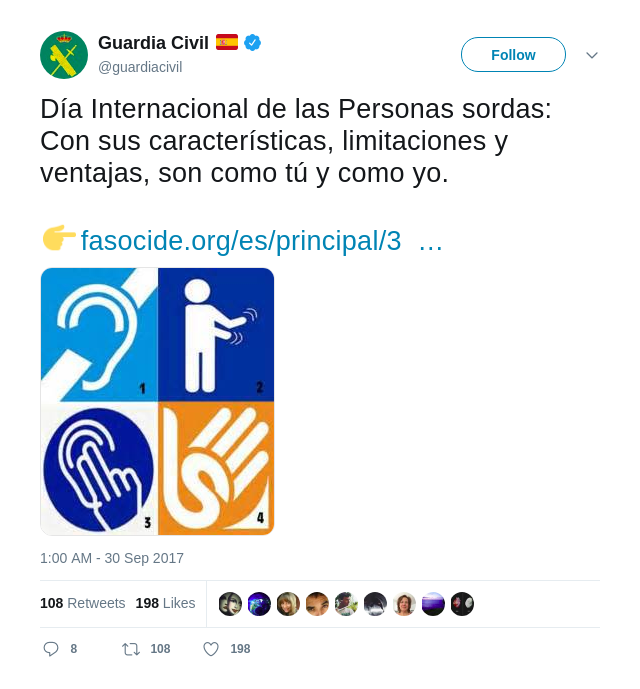 Guardia Civil
@guardiacivil
Follow
Día Internacional de las Personas sordas:
Con sus características, limitaciones y
ventajas, son como tú y como yo.
fasocide.org/es/principal/3 …
1
2
3
4
1:00 AM - 30 Sep 2017
108 Retweets 198 Likes
8 108 198